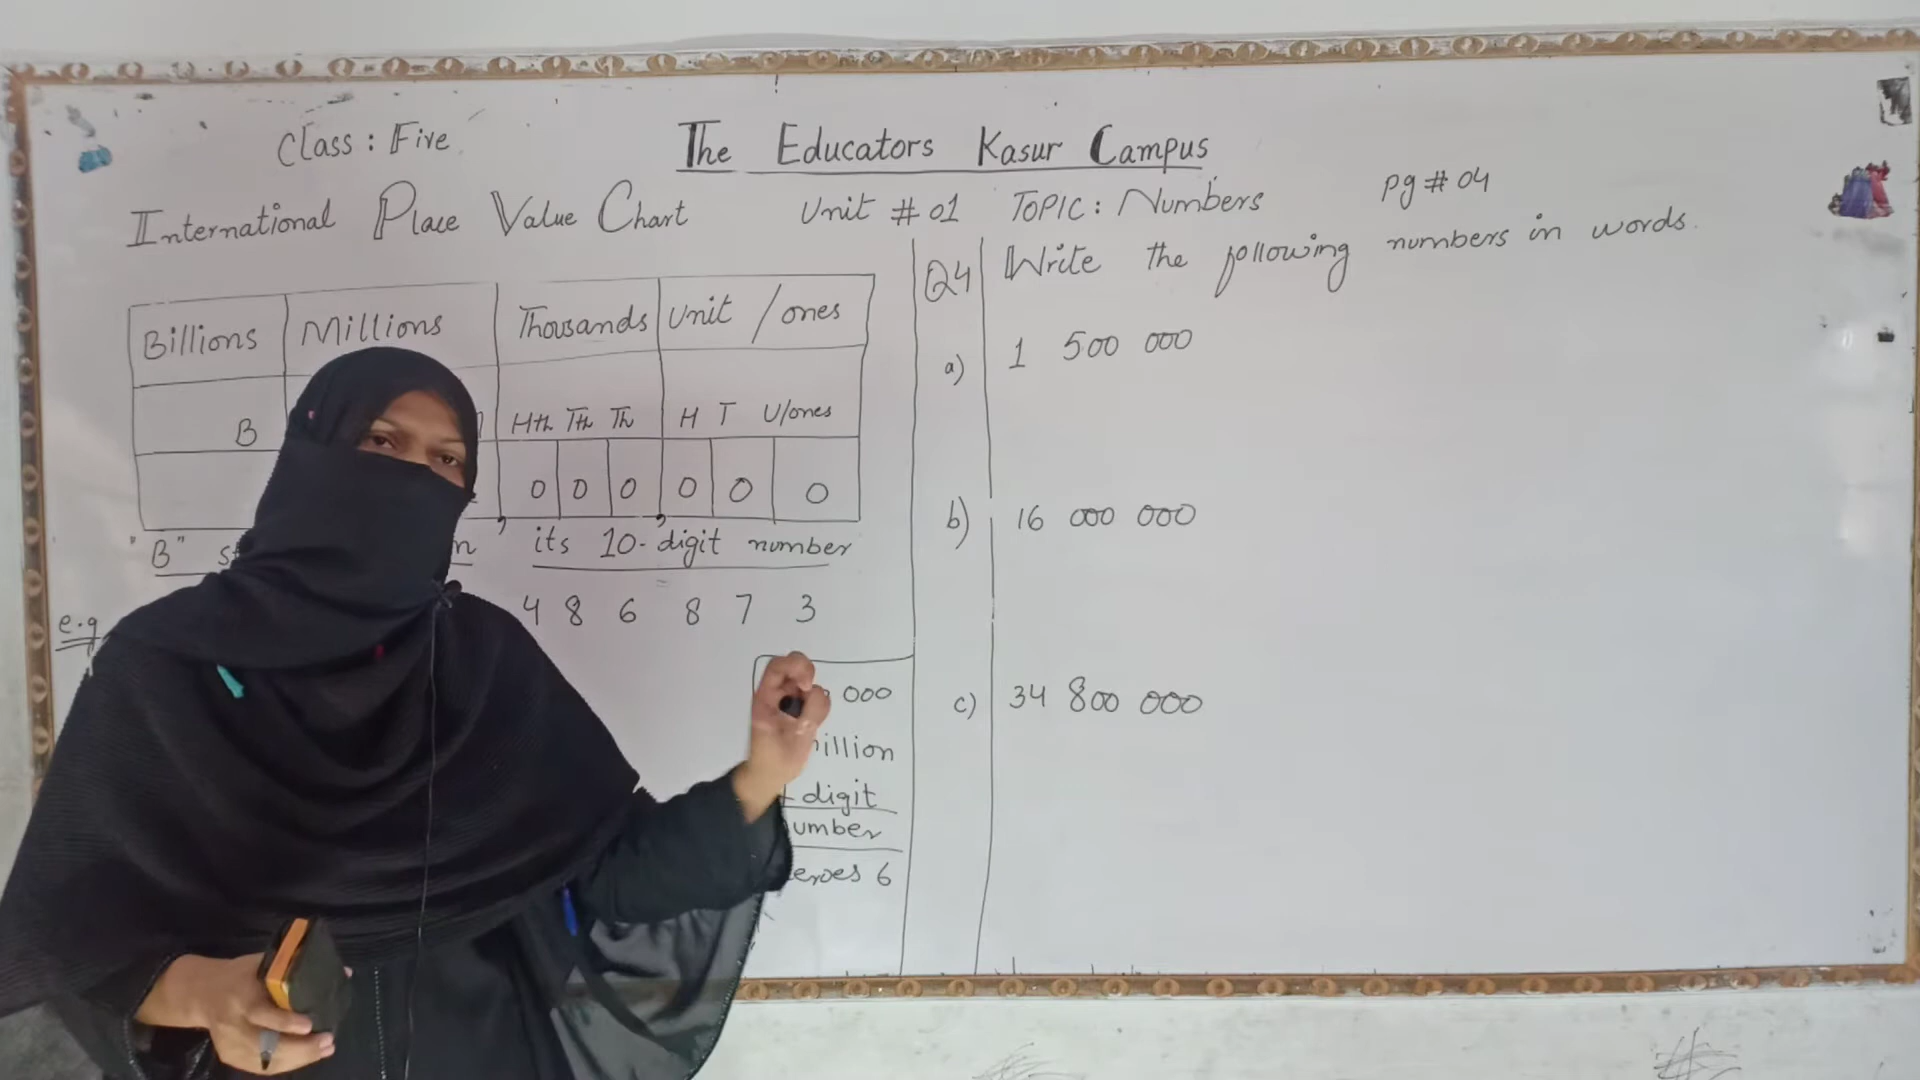 Class: Five
The Educators Kasur Campus
International Place Value Chart
Unit # 01 Topic: Numbers
pg # 04
Billions Millions Thousands Unit / ones
B Hth Tth Th H T U/ones
0 0 0 , 0 0 0
"B"
its 10-digit number
e.g
4 8 6 8 7 3
000
digit
6
Q4 Write the following numbers in words.
a) 1 500 000
b) 16 000 000
c) 34 800 000